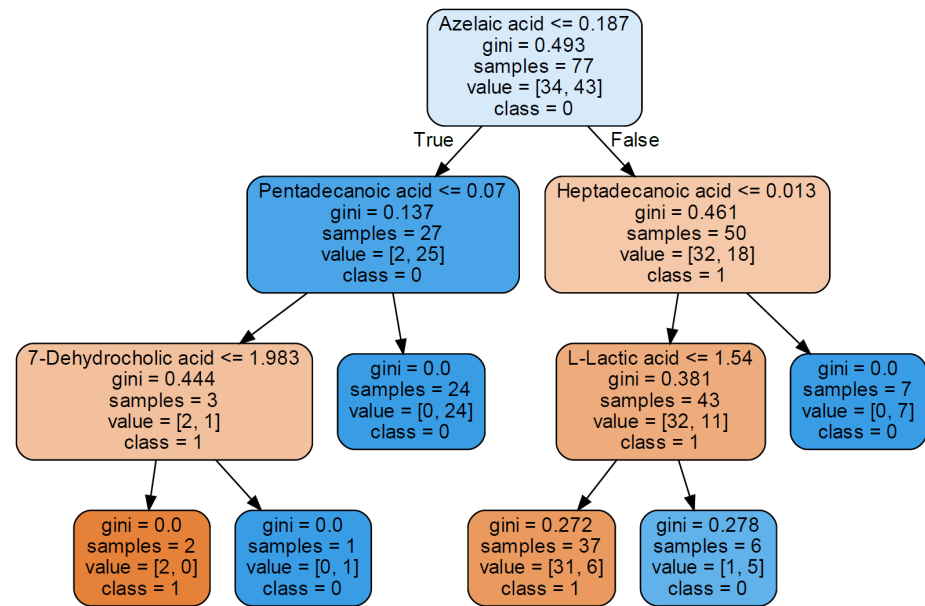 Azelaic acid <= 0.187
gini = 0.493
samples = 77
value = [34, 43]
class = 0
True
False
Pentadecanoic acid <= 0.07
gini = 0.137
samples = 27
value = [2, 25]
class = 0
Heptadecanoic acid <= 0.013
gini = 0.461
samples = 50
value = [32, 18]
class = 1
7-Dehydrocholic acid <= 1.983
gini = 0.444
samples = 3
value = [2, 1]
class = 1
gini = 0.0
samples = 24
value = [0, 24]
class = 0
L-Lactic acid <= 1.54
gini = 0.381
samples = 43
value = [32, 11]
class = 1
gini = 0.0
samples = 7
value = [0, 7]
class = 0
gini = 0.0
samples = 2
value = [2, 0]
class = 1
gini = 0.0
samples = 1
value = [0, 1]
class = 0
gini = 0.272
samples = 37
value = [31, 6]
class = 1
gini = 0.278
samples = 6
value = [1, 5]
class = 0